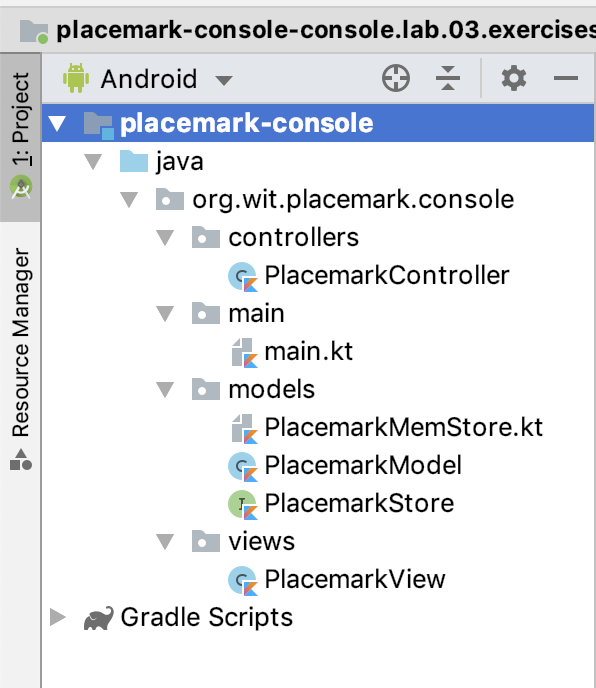 placemark-console-console.lab.03.exercises
1: Project
Resource Manager
Android
placemark-console
java
org.wit.placemark.console
controllers
PlacemarkController
main
main.kt
models
PlacemarkMemStore.kt
PlacemarkModel
PlacemarkStore
views
PlacemarkView
Gradle Scripts